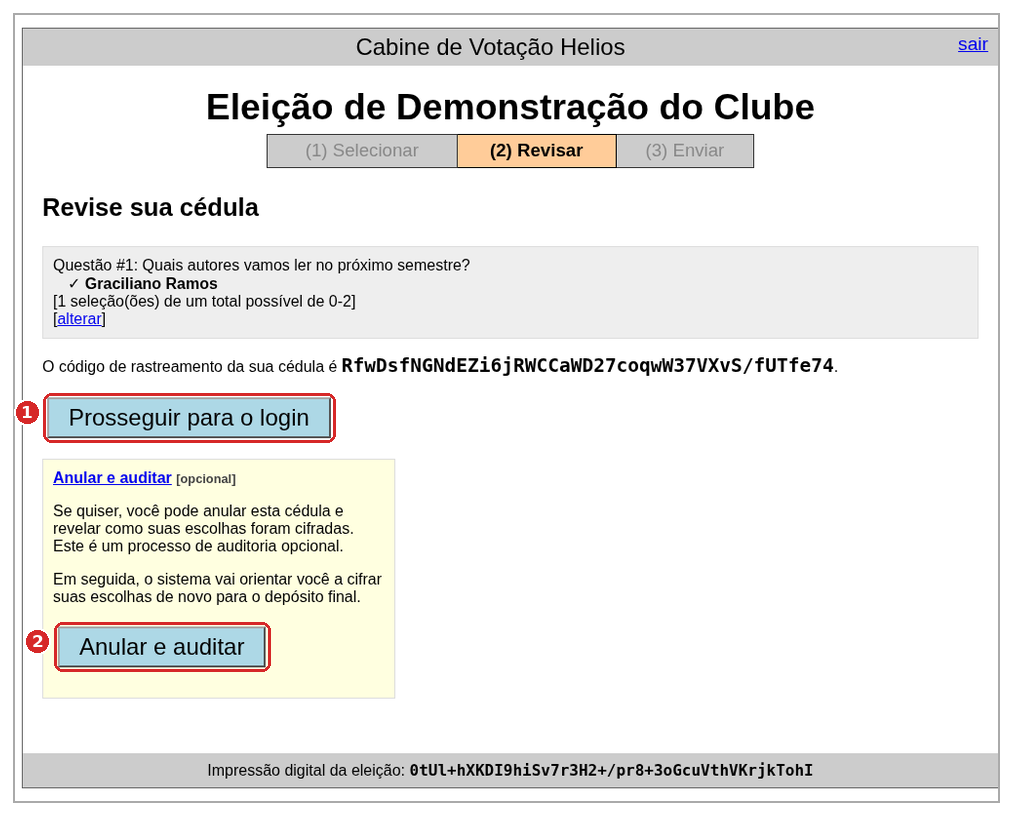 Cabine de Votação Helios
sair
Eleição de Demonstração do Clube
(1) Selecionar
(2) Revisar
(3) Enviar
Revise sua cédula
Questão #1: Quais autores vamos ler no próximo semestre?
✓ Graciliano Ramos
[1 seleção(ões) de um total possível de 0-2]
[alterar]
O código de rastreamento da sua cédula é RfwDsfNGNdEZi6jRWCCaWD27coqwW37VXvS/fUTfe74.
1
Prosseguir para o login
Anular e auditar [opcional]
Se quiser, você pode anular esta cédula e
revelar como suas escolhas foram cifradas.
Este é um processo de auditoria opcional.
Em seguida, o sistema vai orientar você a cifrar
suas escolhas de novo para o depósito final.
2
Anular e auditar
Impressão digital da eleição: 0tUl+hXKDI9hiSv7r3H2+/pr8+3oGcuVthVKrjkTohI